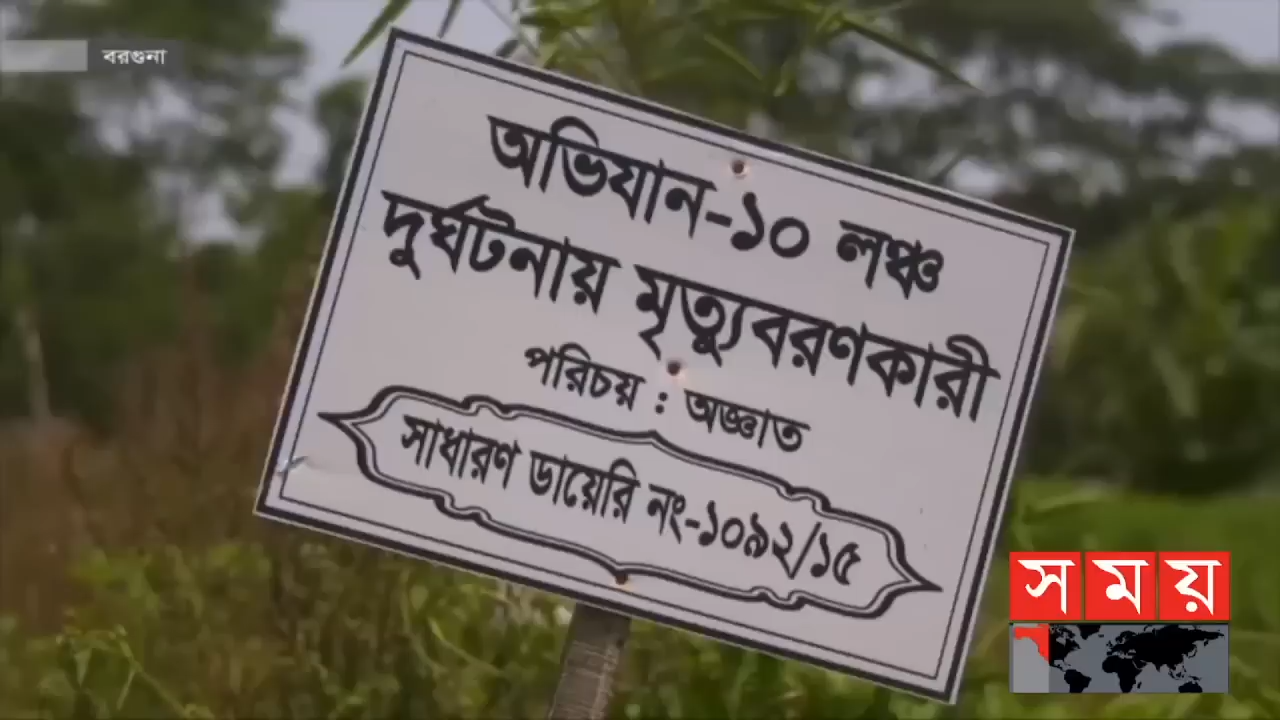 বরগুনা
অভিযান-১০ লঞ্চ
দুর্ঘটনায় মৃত্যুবরণকারী
পরিচয় : অজ্ঞাত
সাধারণ ডায়েরি নং-১০৯২/১৫
সময়